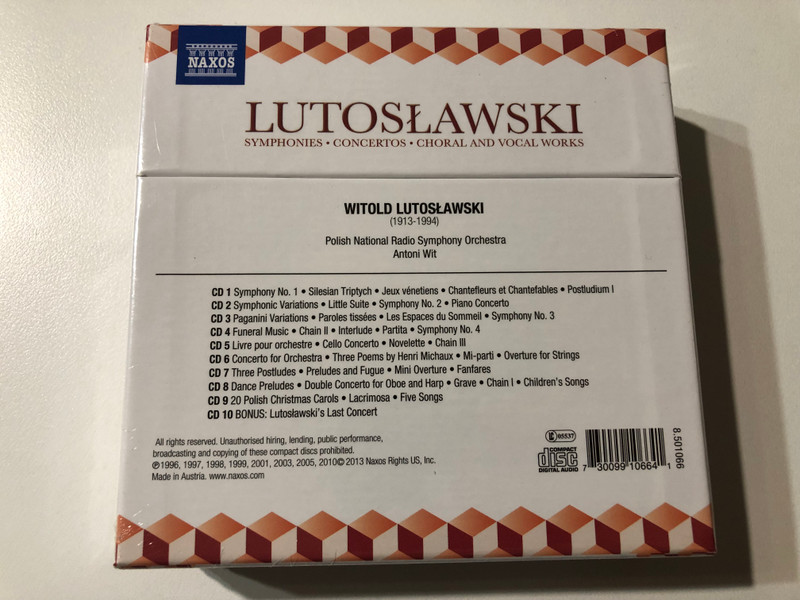 NAXOS
LUTOSŁAWSKI
SYMPHONIES • CONCERTOS • CHORAL AND VOCAL WORKS
WITOLD LUTOSŁAWSKI
(1913-1994)
Polish National Radio Symphony Orchestra
Antoni Wit
CD 1 Symphony No. 1 • Silesian Triptych • Jeux vénetiens • Chantefleurs et Chantefables • Postludium I
CD 2 Symphonic Variations • Little Suite • Symphony No. 2 • Piano Concerto
CD 3 Paganini Variations • Paroles tissées • Les Espaces du Sommeil • Symphony No. 3
CD 4 Funeral Music • Chain II • Interlude • Partita • Symphony No. 4
CD 5 Livre pour orchestre • Cello Concerto • Novelette • Chain III
CD 6 Concerto for Orchestra • Three Poems by Henri Michaux • Mi-parti • Overture for Strings
CD 7 Three Postludes • Preludes and Fugue • Mini Overture • Fanfares
CD 8 Dance Preludes • Double Concerto for Oboe and Harp • Grave • Chain I • Children's Songs
CD 9 20 Polish Christmas Carols • Lacrimosa • Five Songs
CD 10 BONUS: Lutosławski's Last Concert
All rights reserved. Unauthorised hiring, lending, public performance,
broadcasting and copying of these compact discs prohibited.
℗1996, 1997, 1998, 1999, 2001, 2003, 2005, 2010© 2013 Naxos Rights US, Inc.
Made in Austria. www.naxos.com
LC 95537
COMPACT
disc
DIGITAL AUDIO
7 30099 10664 1
8.501066